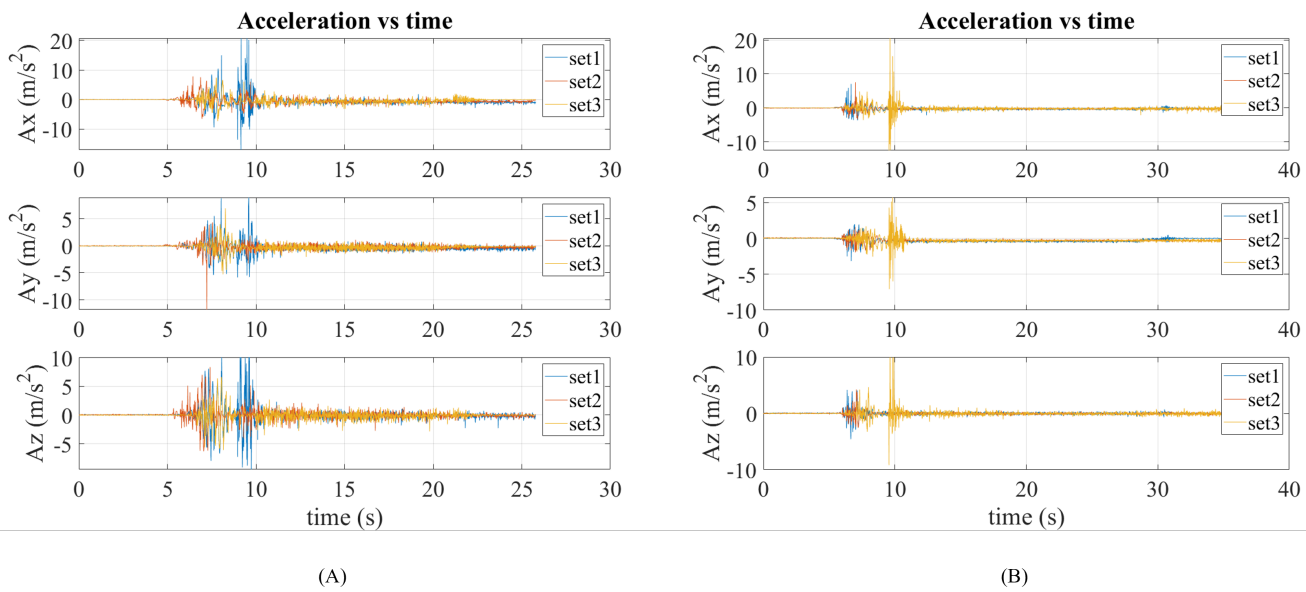 Acceleration vs time
Ax (m/s²)
20
10
0
-10
set1
set2
set3
0 5 10 15 20 25 30
Ay (m/s²)
5
0
-5
-10
set1
set2
set3
0 5 10 15 20 25 30
Az (m/s²)
10
5
0
-5
set1
set2
set3
0 5 10 15 20 25 30
time (s)
(A)
Acceleration vs time
Ax (m/s²)
20
10
0
-10
set1
set2
set3
0 10 20 30 40
Ay (m/s²)
5
0
-5
-10
set1
set2
set3
0 10 20 30 40
Az (m/s²)
10
0
-10
set1
set2
set3
0 10 20 30 40
time (s)
(B)